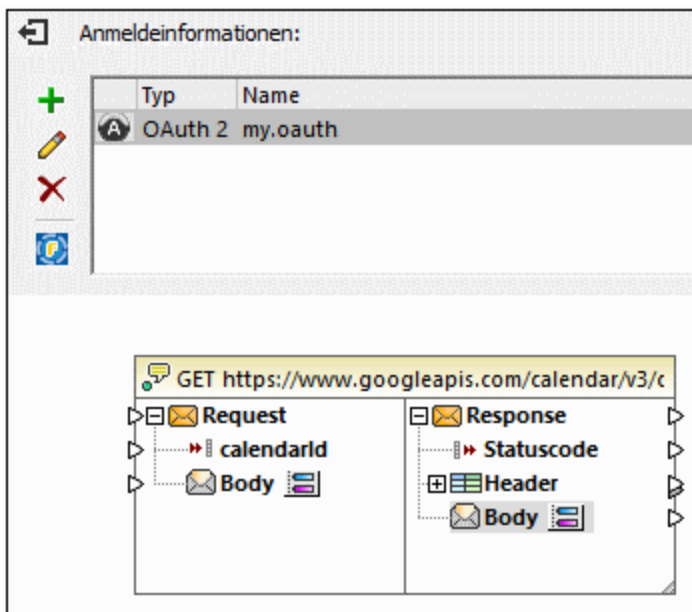 Anmeldeinformationen:
Typ Name
OAuth 2 my.oauth
GET https://www.googleapis.com/calendar/v3/c
Request Response
calendarId Statuscode
Body Header
Body